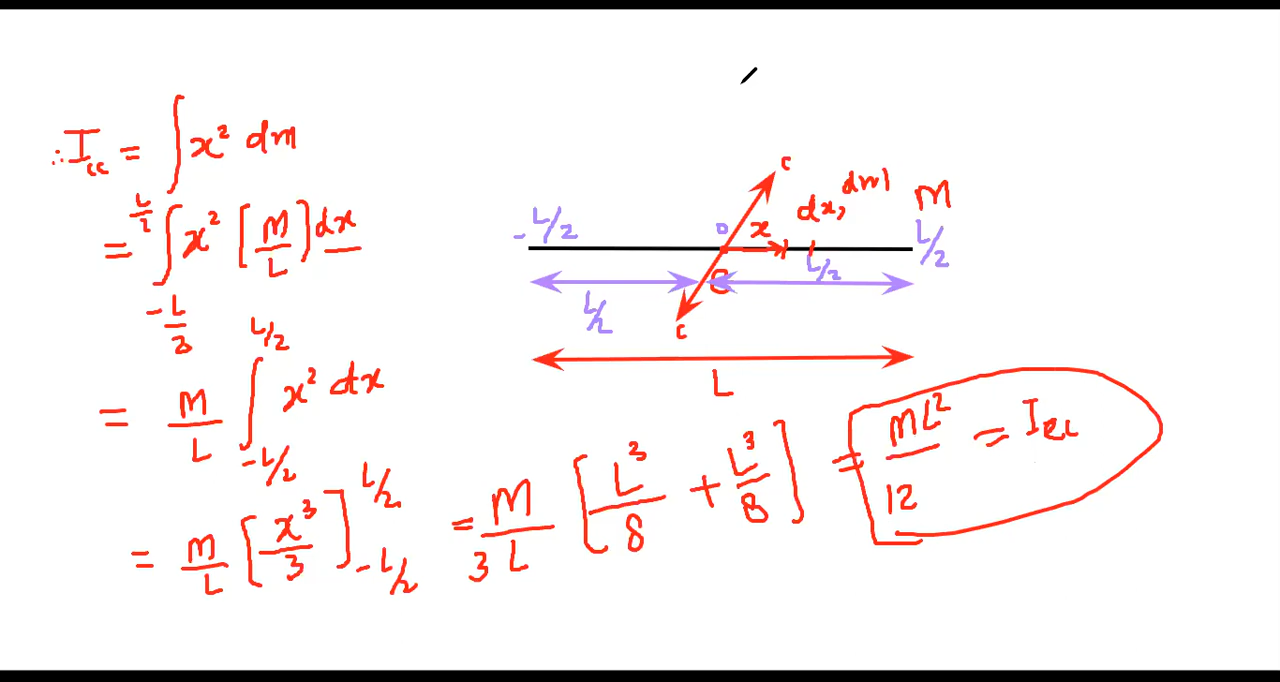 ∴ I_cc = ∫ x² dm
= ∫_{-L/2}^{L/2} x² [M/L] dx
= M/L ∫_{-L/2}^{L/2} x² dx
= M/L [x³/3]_{-L/2}^{L/2} = M/3L [L³/8 + L³/8] = ML²/12 = I_cc
c
dx, dm
M
-L/2
o
x
L/2
L/2
C
L/2
c
L